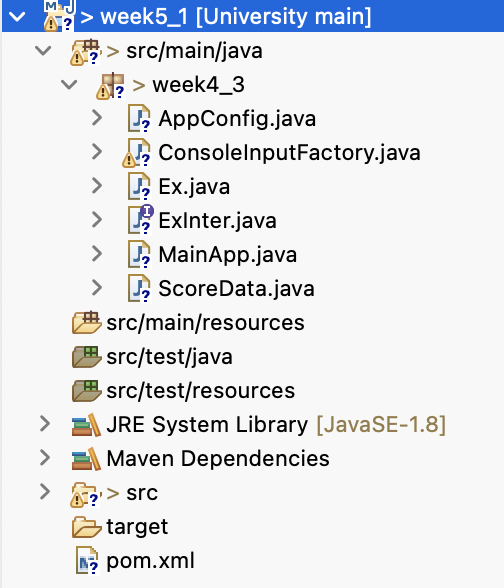 > week5_1 [University main]
> src/main/java
> week4_3
AppConfig.java
ConsoleInputFactory.java
Ex.java
ExInter.java
MainApp.java
ScoreData.java
src/main/resources
src/test/java
src/test/resources
JRE System Library [JavaSE-1.8]
Maven Dependencies
> src
target
pom.xml